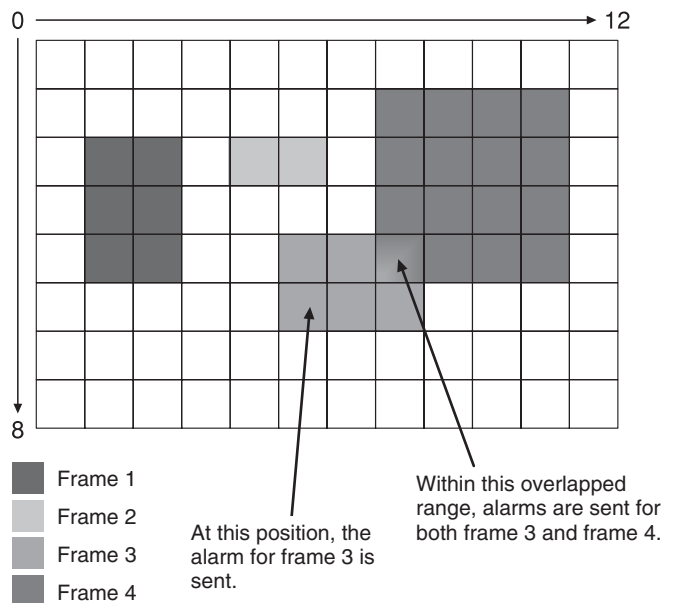 0
12
8
Frame 1
Frame 2
Frame 3
Frame 4
At this position, the
alarm for frame 3 is
sent.
Within this overlapped
range, alarms are sent for
both frame 3 and frame 4.